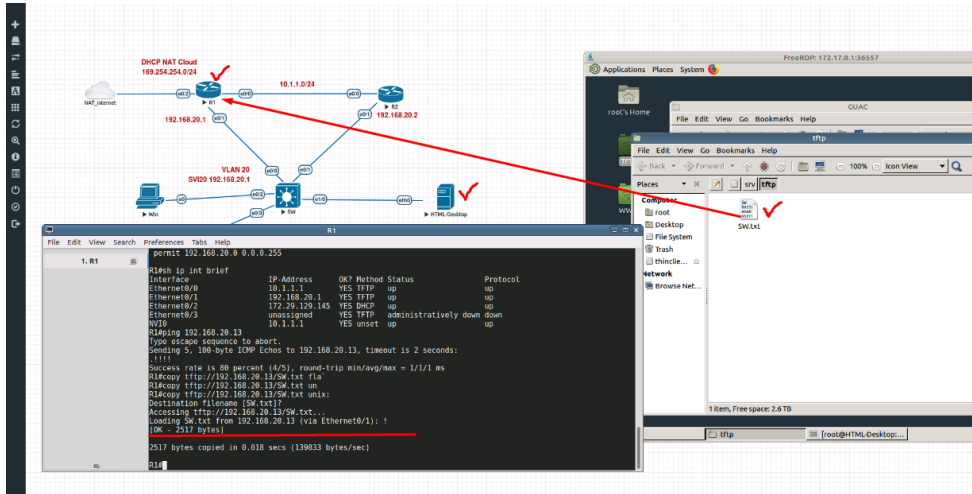 DHCP NAT Cloud
169.254.254.0/24
NAT_internet
e0/2
e0/0
R1
10.1.1.0/24
e0/0
R2
192.168.20.1
e0/1
e0/1
192.168.20.2
VLAN 20
SVI20 192.168.20.1
e0/0
e0/1
e0
e0/2
e1/0
eth0
Win
SW
HTML-Desktop
e0/3
FreeRDP: 172.17.0.1:36557
Applications Places System
root's Home
GUAC
File Edit View Go Bookmarks Help
tftp
File Edit View Go Bookmarks Help
Back Forward 100% Icon View
Places srv tftp
Computer
root
Desktop
File System
Trash
thinclie...
Network
Browse Net...
SW.txt
1 item, Free space: 2.6 TB
tftp [root@HTML-Desktop:...
R1
File Edit View Search Preferences Tabs Help
1. R1
permit 192.168.20.0 0.0.0.255
R1#sh ip int brief
Interface IP-Address OK? Method Status Protocol
Ethernet0/0 10.1.1.1 YES TFTP up up
Ethernet0/1 192.168.20.1 YES TFTP up up
Ethernet0/2 172.29.129.145 YES DHCP up up
Ethernet0/3 unassigned YES TFTP administratively down down
NVI0 10.1.1.1 YES unset up up
R1#ping 192.168.20.13
Type escape sequence to abort.
Sending 5, 100-byte ICMP Echos to 192.168.20.13, timeout is 2 seconds:
.!!!!
Success rate is 80 percent (4/5), round-trip min/avg/max = 1/1/1 ms
R1#copy tftp://192.168.20.13/SW.txt fla`
R1#copy tftp://192.168.20.13/SW.txt un
R1#copy tftp://192.168.20.13/SW.txt unix:
Destination filename [SW.txt]?
Accessing tftp://192.168.20.13/SW.txt...
Loading SW.txt from 192.168.20.13 (via Ethernet0/1): !
[OK - 2517 bytes]
2517 bytes copied in 0.018 secs (139833 bytes/sec)
R1#